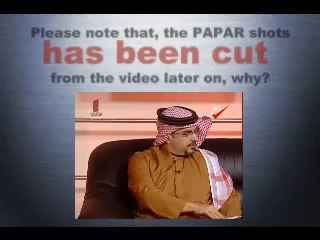 Please note that, the PAPAR shots
has been cut
from the video later on, why?